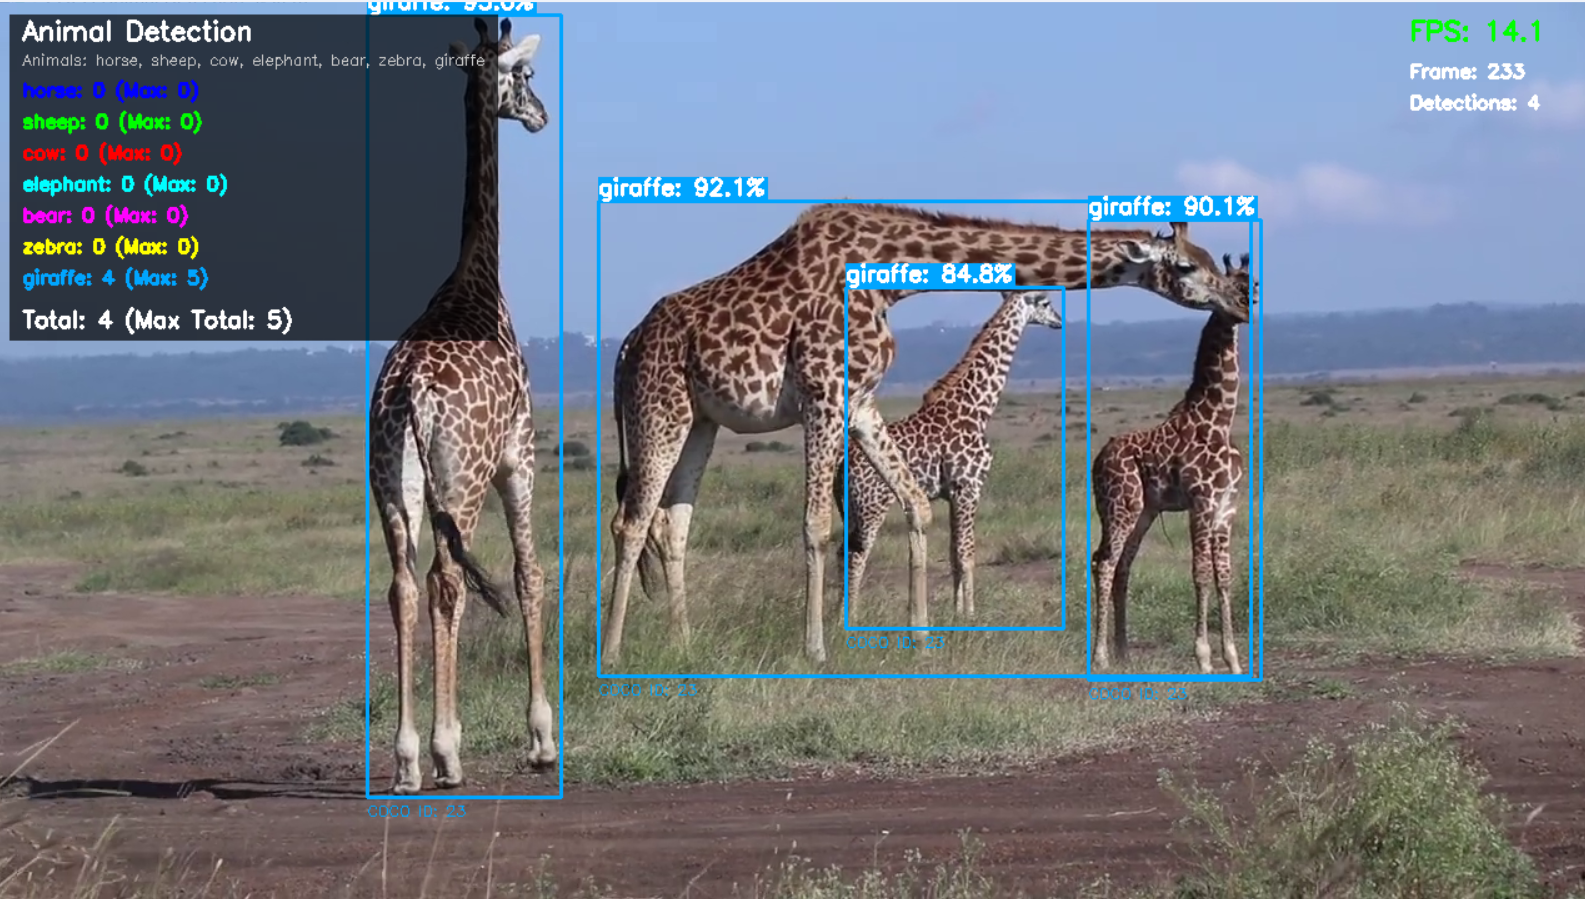 giraffe: 95.6%
Animal Detection
Animals: horse, sheep, cow, elephant, bear, zebra, giraffe
horse: 0 (Max: 0)
sheep: 0 (Max: 0)
cow: 0 (Max: 0)
elephant: 0 (Max: 0)
bear: 0 (Max: 0)
zebra: 0 (Max: 0)
giraffe: 4 (Max: 5)
Total: 4 (Max Total: 5)
FPS: 14.1
Frame: 233
Detections: 4
giraffe: 92.1%
giraffe: 90.1%
giraffe: 84.8%
COCO ID: 23
COCO ID: 23
COCO ID: 23
COCO ID: 23